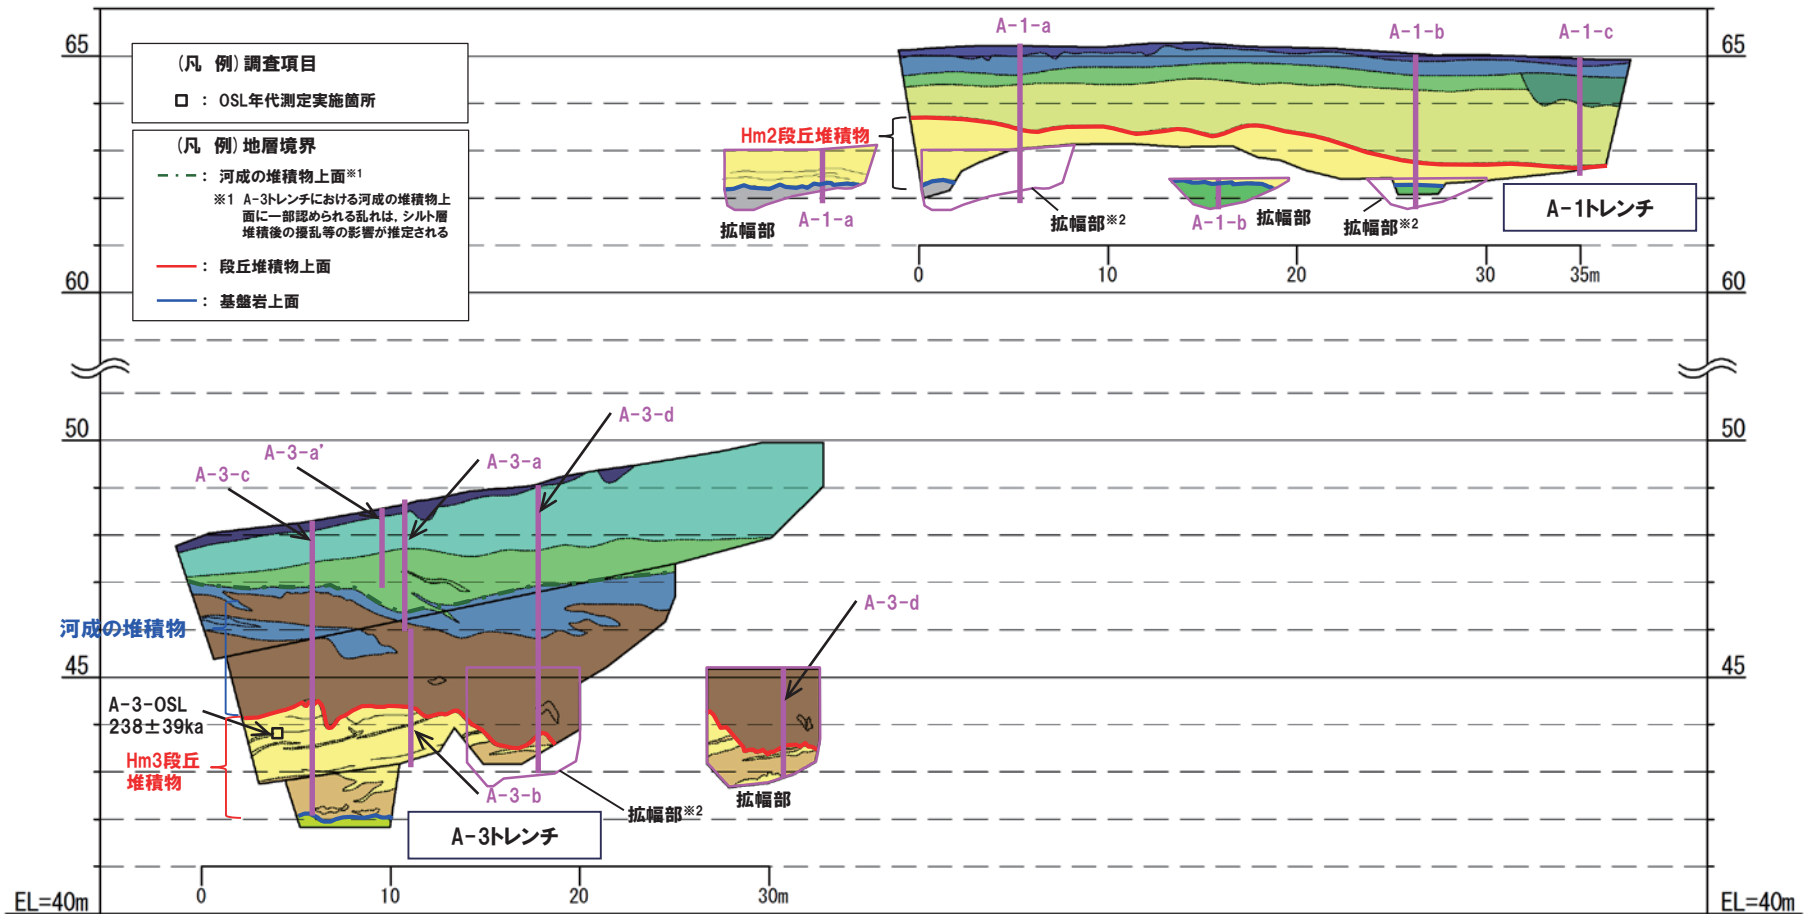 65
(凡 例) 調査項目
□ : OSL年代測定実施箇所
(凡 例) 地層境界
: 河成の堆積物上面※1
※1 A-3トレンチにおける河成の堆積物上
面に一部認められる乱れは、シルト層
堆積後の擾乱等の影響が推定される
: 段丘堆積物上面
: 基盤岩上面
A-1-a
A-1-b
A-1-c
65
Hm2段丘堆積物
拡幅部
A-1-a
拡幅部※2
A-1-b
拡幅部
拡幅部※2
A-1トレンチ
0
10
20
30
35m
60
60
50
50
A-3-c
A-3-a'
A-3-a
A-3-d
河成の堆積物
45
45
A-3-OSL
238±39ka
Hm3段丘
堆積物
A-3-b
拡幅部※2
A-3-d
拡幅部
A-3トレンチ
0
10
20
30m
EL=40m
EL=40m